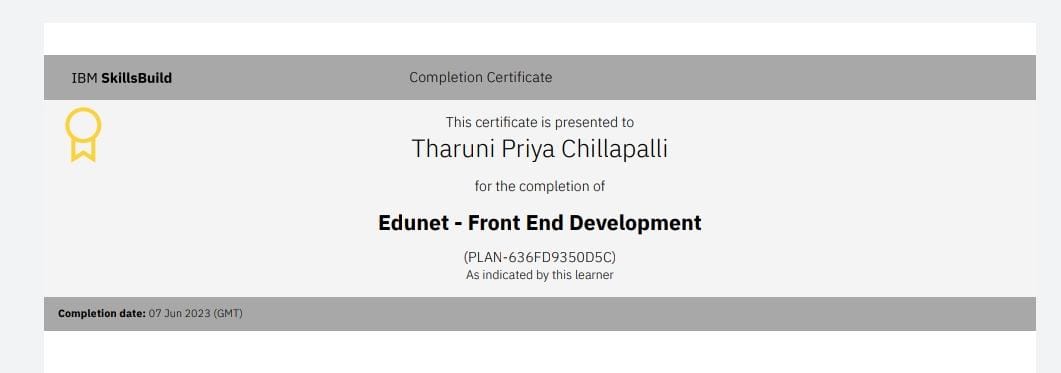 IBM SkillsBuild
Completion Certificate
This certificate is presented to
Tharuni Priya Chillapalli
for the completion of
Edunet - Front End Development
(PLAN-636FD9350D5C)
As indicated by this learner
Completion date: 07 Jun 2023 (GMT)